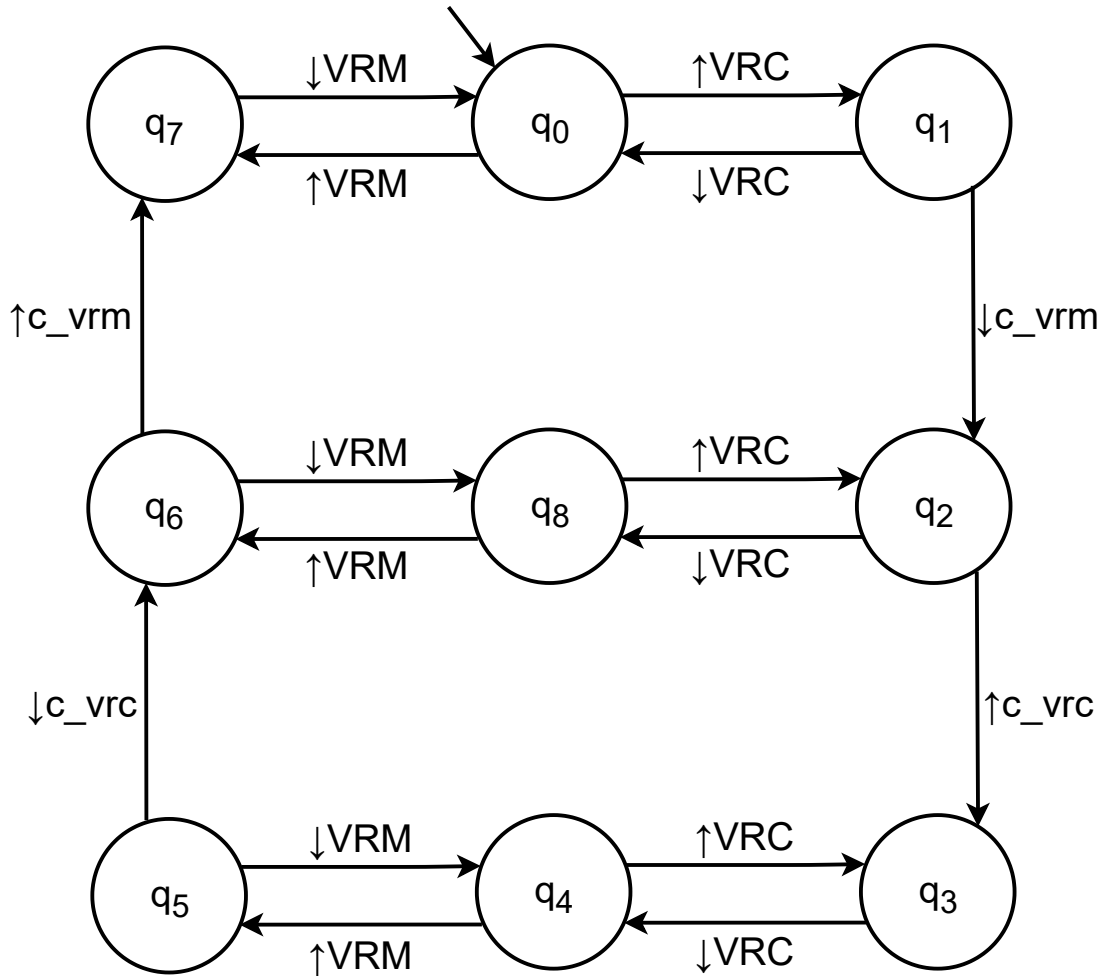 ↓VRM
↑VRC
q7
q0
q1
↑VRM
↓VRC
↑c_vrm
↓c_vrm
↓VRM
↑VRC
q6
q8
q2
↑VRM
↓VRC
↓c_vrc
↑c_vrc
↓VRM
↑VRC
q5
q4
q3
↑VRM
↓VRC